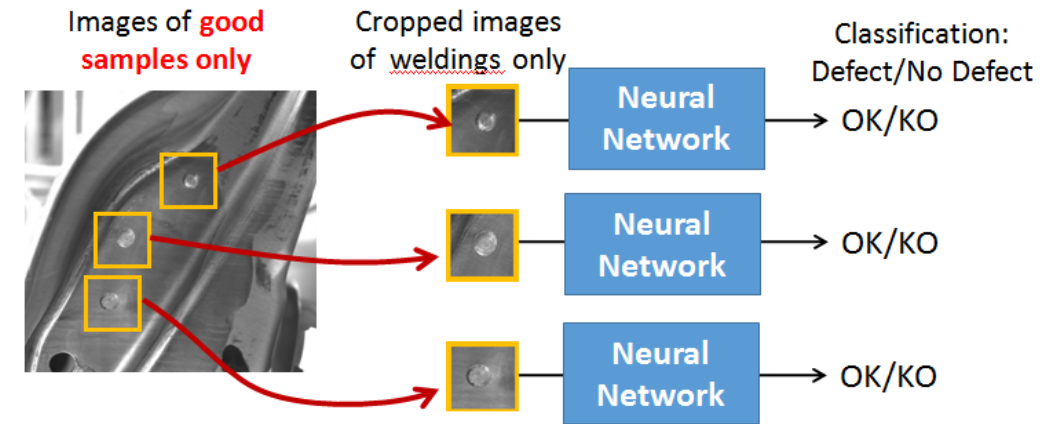 Images of good
samples only
Cropped images
of weldings only
Classification:
Defect/No Defect
Neural
Network
OK/KO
Neural
Network
OK/KO
Neural
Network
OK/KO